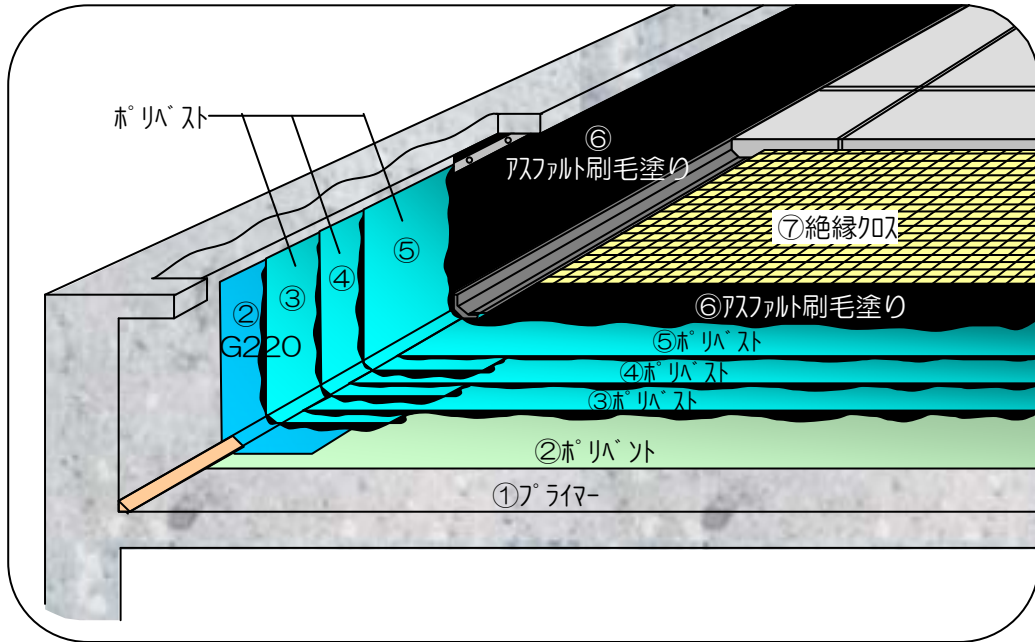 ポリベスト
⑥
アスファルト刷毛塗り
⑦絶縁クロス
⑤
④
③
②
G220
⑥アスファルト刷毛塗り
⑤ポリベスト
④ポリベスト
③ポリベスト
②ポリベント
①プライマー